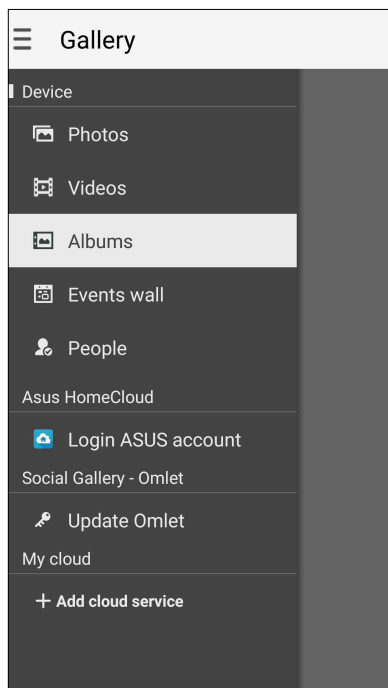 Gallery
Device
Photos
Videos
Albums
Events wall
People
Asus HomeCloud
Login ASUS account
Social Gallery - Omlet
Update Omlet
My cloud
Add cloud service